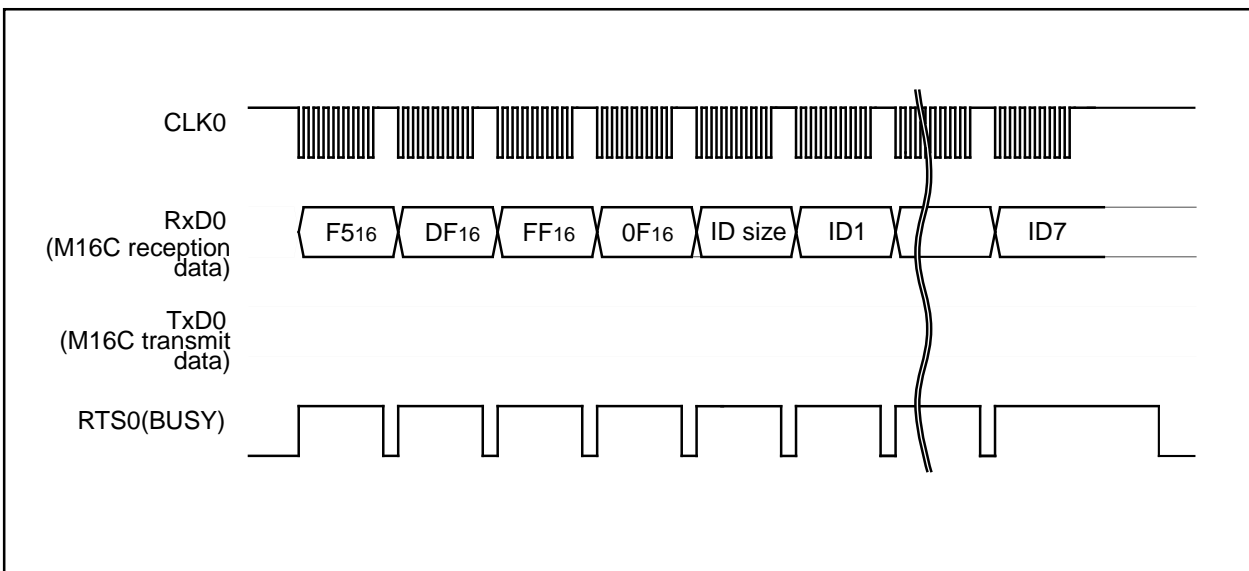 CLK0
RxD0
(M16C reception
data)
F516
DF16
FF16
0F16
ID size
ID1
ID7
TxD0
(M16C transmit
data)
RTS0(BUSY)